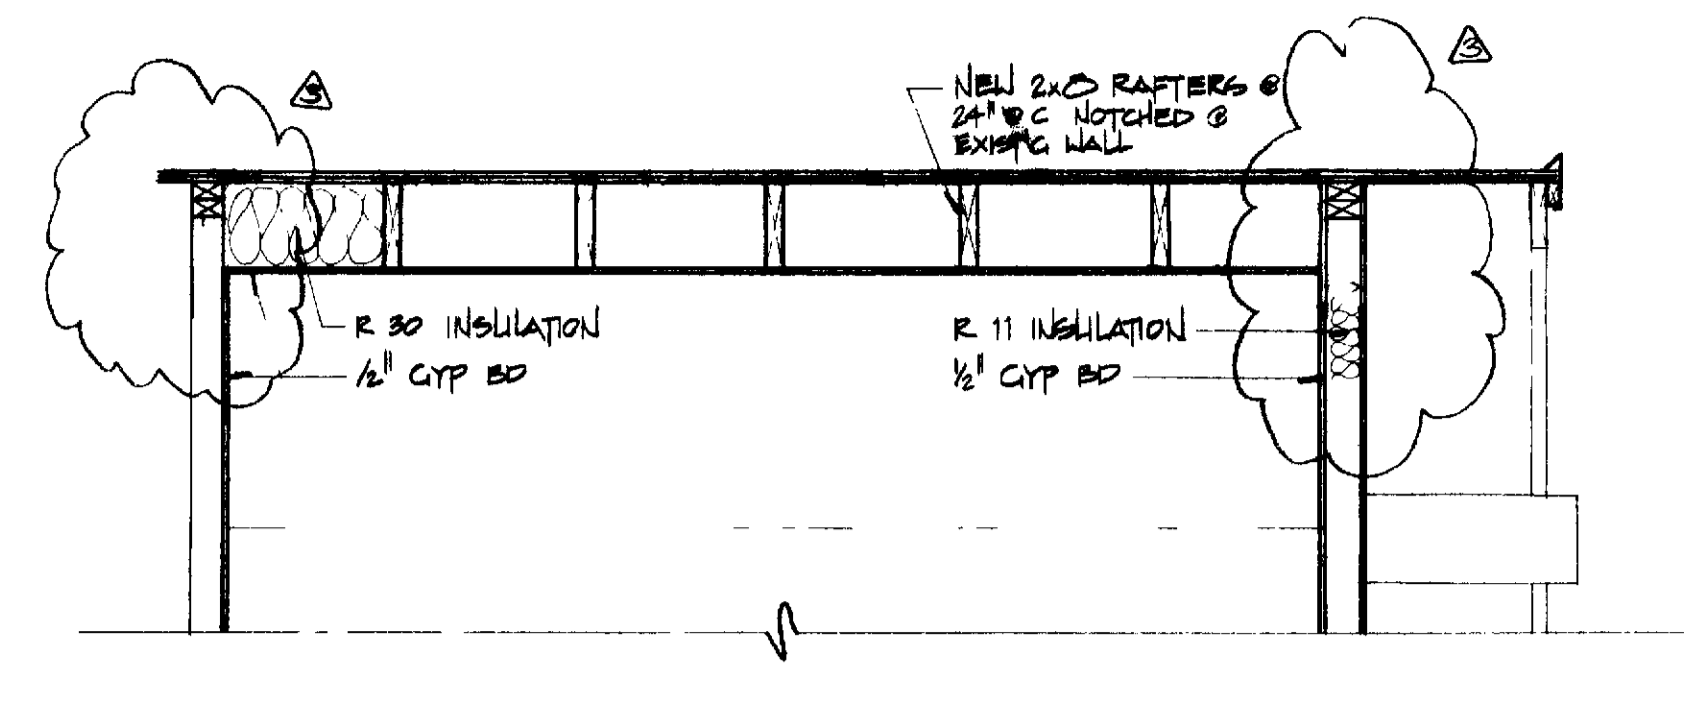 3
3
NEW 2x8 RAFTERS @
24" O C NOTCHED @
EXIST'G WALL
R 30 INSULATION
1/2" GYP BD
R 11 INSULATION
1/2" GYP BD